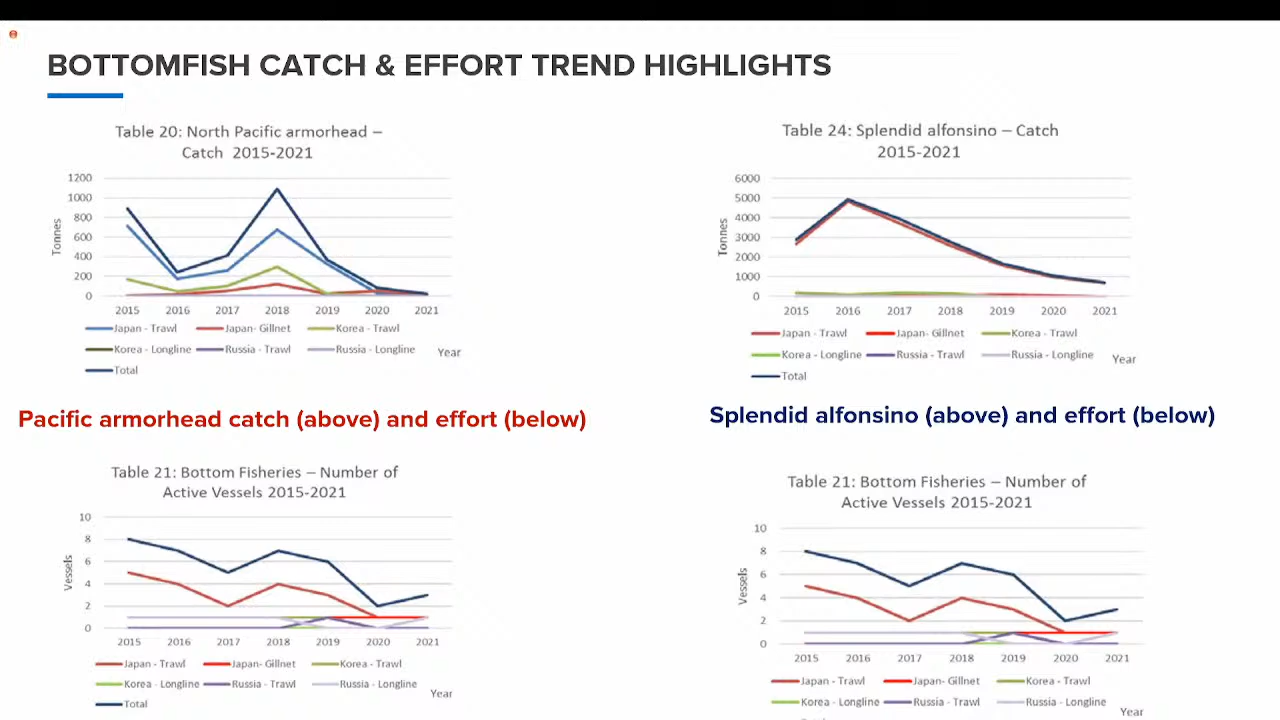 BOTTOMFISH CATCH & EFFORT TREND HIGHLIGHTS
Table 20: North Pacific armorhead –
Catch 2015-2021
1200
1000
800
600
400
200
0
Tonnes
2015 2016 2017 2018 2019 2020 2021
Japan - Trawl Japan- Gillnet Korea - Trawl
Korea - Longline Russia - Trawl Russia - Longline
Year
Total
Table 24: Splendid alfonsino – Catch
2015-2021
6000
5000
4000
3000
2000
1000
0
Tonnes
2015 2016 2017 2018 2019 2020 2021
Japan - Trawl Japan- Gillnet Korea - Trawl
Korea - Longline Russia - Trawl Russia - Longline
Year
Total
Pacific armorhead catch (above) and effort (below)
Splendid alfonsino (above) and effort (below)
Table 21: Bottom Fisheries – Number of
Active Vessels 2015-2021
10
8
6
4
2
0
Vessels
2015 2016 2017 2018 2019 2020 2021
Japan - Trawl Japan- Gillnet Korea - Trawl
Korea - Longline Russia - Trawl Russia - Longline
Year
Total
Table 21: Bottom Fisheries – Number of
Active Vessels 2015-2021
10
8
6
4
2
0
Vessels
2015 2016 2017 2018 2019 2020 2021
Japan - Trawl Japan- Gillnet Korea - Trawl
Korea - Longline Russia - Trawl Russia - Longline
Year